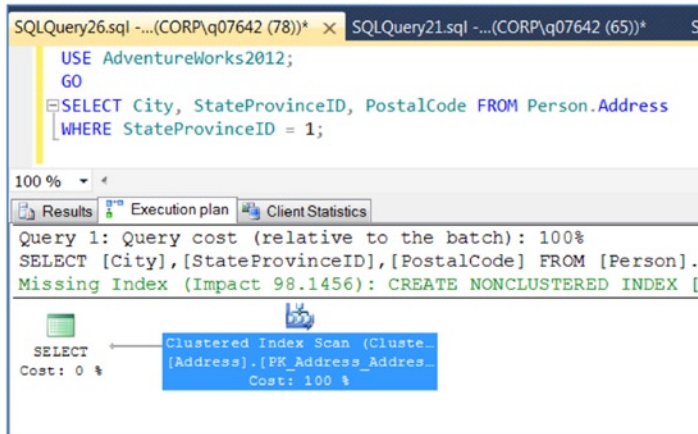 SQLQuery26.sql -...(CORP\q07642 (78))* SQLQuery21.sql -...(CORP\q07642 (65))* S
USE AdventureWorks2012;
GO
SELECT City, StateProvinceID, PostalCode FROM Person.Address
WHERE StateProvinceID = 1;
100 %
Results Execution plan Client Statistics
Query 1: Query cost (relative to the batch): 100%
SELECT [City],[StateProvinceID],[PostalCode] FROM [Person].
Missing Index (Impact 98.1456): CREATE NONCLUSTERED INDEX [
SELECT
Cost: 0 %
Clustered Index Scan (Cluste…
[Address].[PK_Address_Addres…
Cost: 100 %